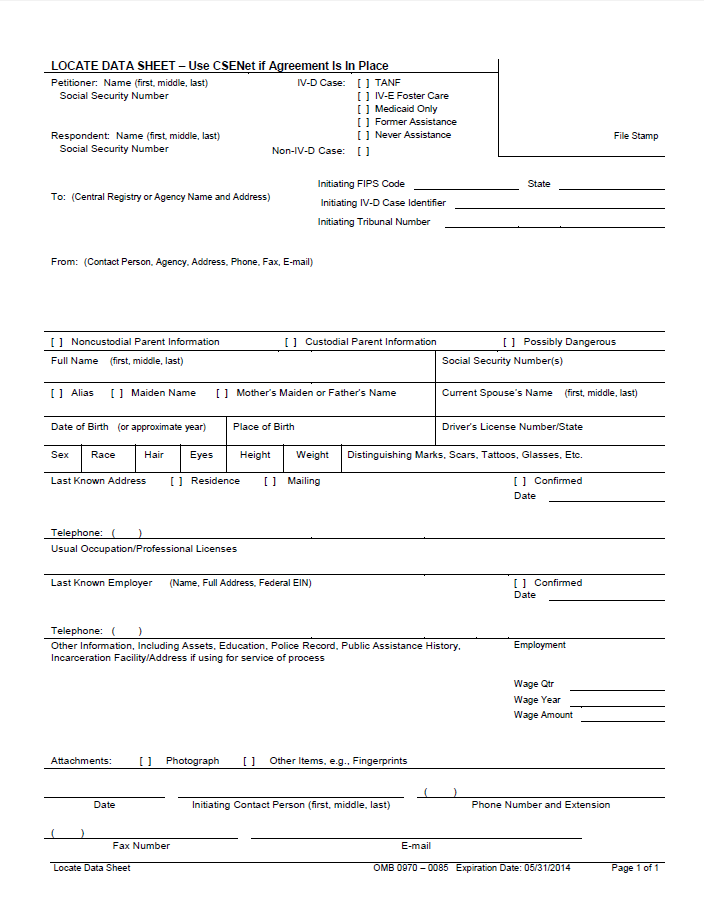 LOCATE DATA SHEET – Use CSENet if Agreement Is In Place
Petitioner: Name (first, middle, last) IV-D Case: [ ] TANF
Social Security Number [ ] IV-E Foster Care
[ ] Medicaid Only
[ ] Former Assistance
Respondent: Name (first, middle, last) [ ] Never Assistance File Stamp
Social Security Number Non-IV-D Case: [ ]
Initiating FIPS Code State
To: (Central Registry or Agency Name and Address)
Initiating IV-D Case Identifier
Initiating Tribunal Number
From: (Contact Person, Agency, Address, Phone, Fax, E-mail)
[ ] Noncustodial Parent Information [ ] Custodial Parent Information [ ] Possibly Dangerous
Full Name (first, middle, last) Social Security Number(s)
[ ] Alias [ ] Maiden Name [ ] Mother's Maiden or Father's Name Current Spouse's Name (first, middle, last)
Date of Birth (or approximate year) Place of Birth Driver's License Number/State
Sex Race Hair Eyes Height Weight Distinguishing Marks, Scars, Tattoos, Glasses, Etc.
Last Known Address [ ] Residence [ ] Mailing [ ] Confirmed
Date
Telephone: ( )
Usual Occupation/Professional Licenses
Last Known Employer (Name, Full Address, Federal EIN) [ ] Confirmed
Date
Telephone: ( )
Other Information, Including Assets, Education, Police Record, Public Assistance History, Employment
Incarceration Facility/Address if using for service of process
Wage Qtr
Wage Year
Wage Amount
Attachments: [ ] Photograph [ ] Other Items, e.g., Fingerprints
( )
Date Initiating Contact Person (first, middle, last) Phone Number and Extension
( )
Fax Number E-mail
Locate Data Sheet OMB 0970 – 0085 Expiration Date: 05/31/2014 Page 1 of 1